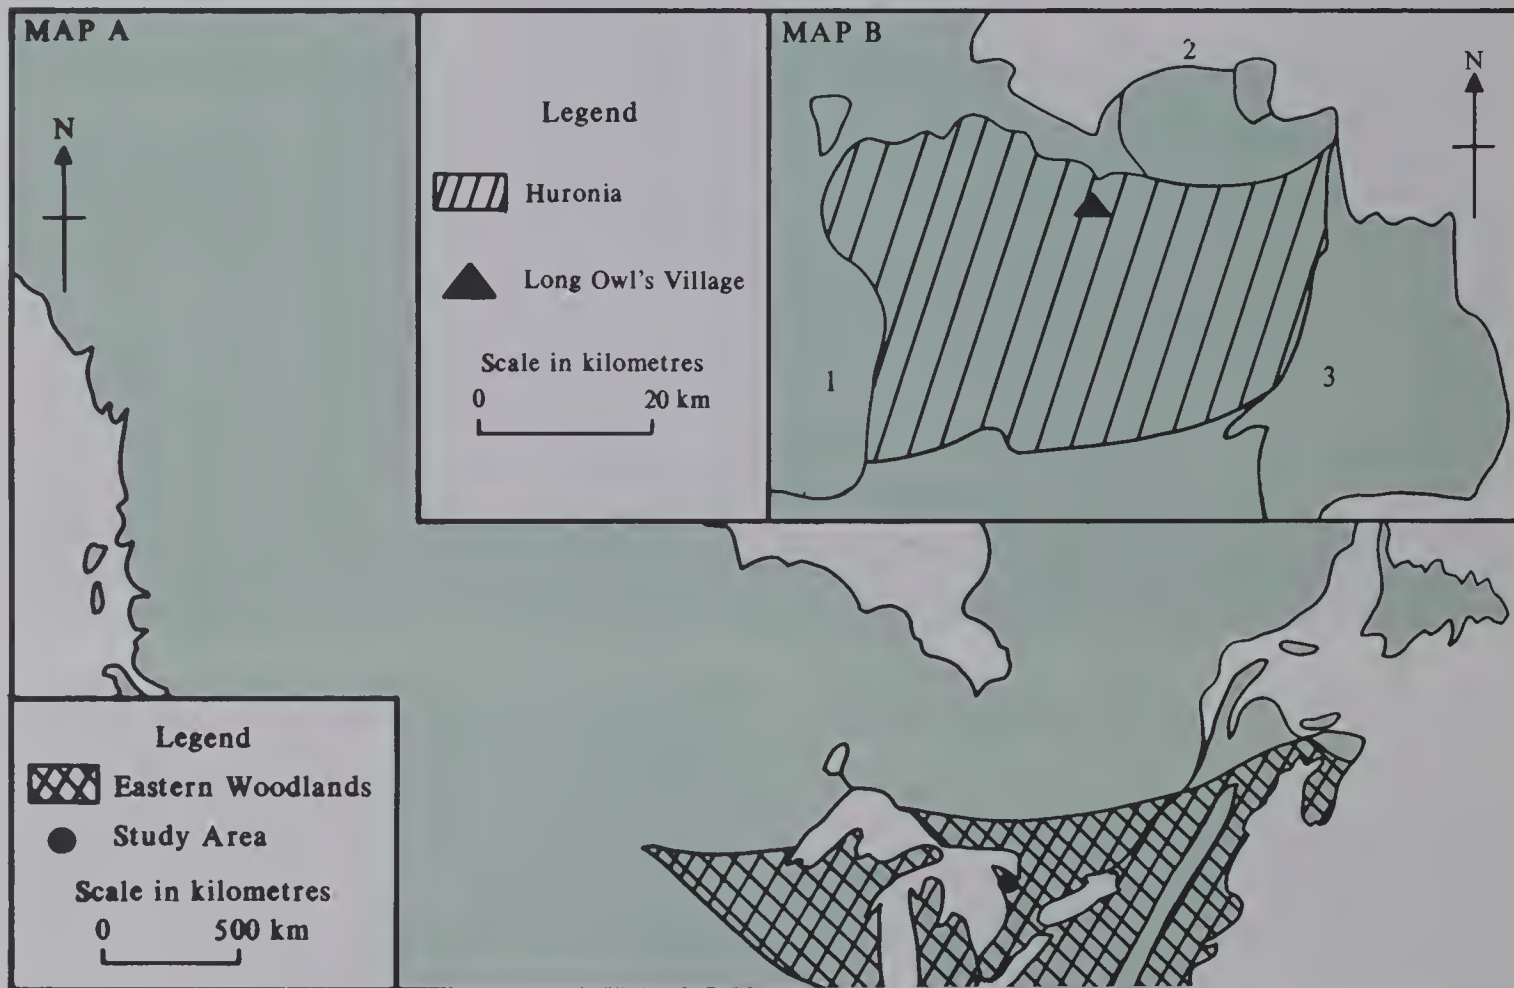 MAP A
N
Legend
Huronia
Long Owl's Village
Scale in kilometres
0 20 km
MAP B
2
N
1
3
Legend
Eastern Woodlands
Study Area
Scale in kilometres
0 500 km